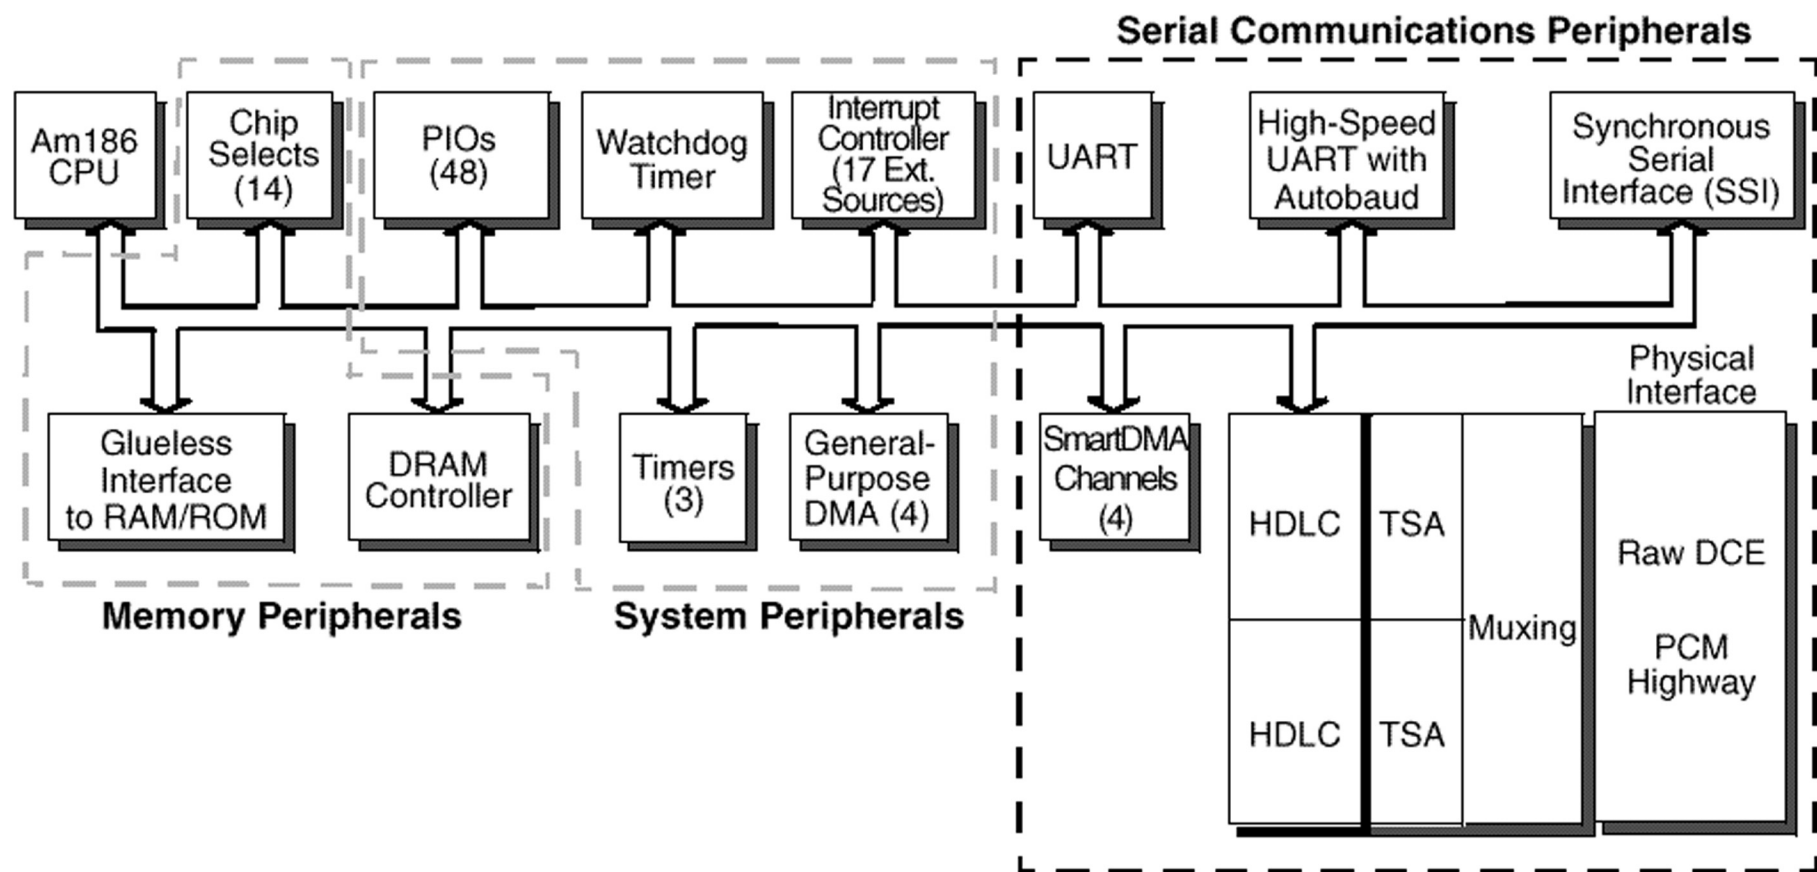 Serial Communications Peripherals
Am186
CPU
Chip
Selects
(14)
PIOs
(48)
Watchdog
Timer
Interrupt
Controller
(17 Ext.
Sources)
UART
High-Speed
UART with
Autobaud
Synchronous
Serial
Interface (SSI)
Glueless
Interface
to RAM/ROM
DRAM
Controller
Timers
(3)
General-
Purpose
DMA (4)
SmartDMA
Channels
(4)
HDLC
TSA
HDLC
TSA
Muxing
Physical
Interface
Raw DCE
PCM
Highway
Memory Peripherals
System Peripherals